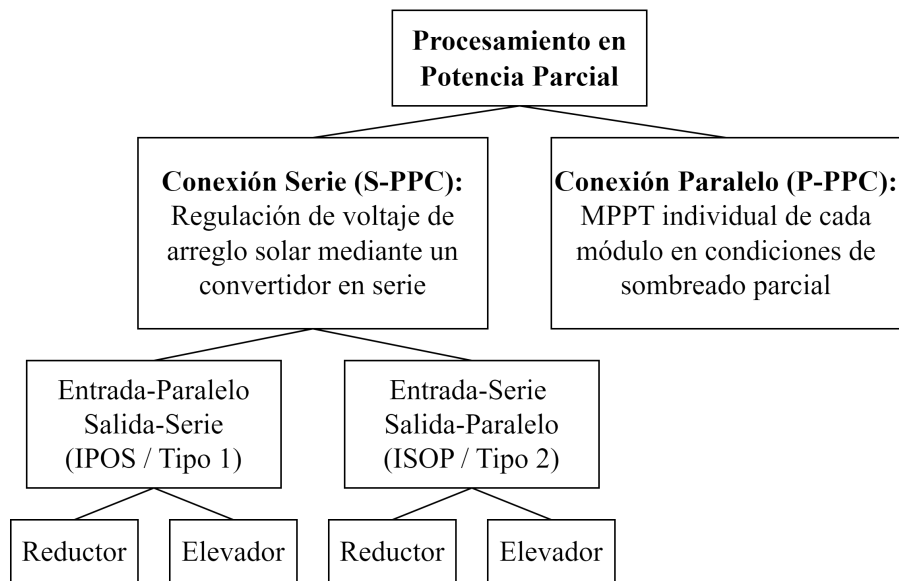 Procesamiento en
Potencia Parcial
Conexión Serie (S-PPC):
Regulación de voltaje de
arreglo solar mediante un
convertidor en serie
Conexión Paralelo (P-PPC):
MPPT individual de cada
módulo en condiciones de
sombreado parcial
Entrada-Paralelo
Salida-Serie
(IPOS / Tipo 1)
Entrada-Serie
Salida-Paralelo
(ISOP / Tipo 2)
Reductor
Elevador
Reductor
Elevador